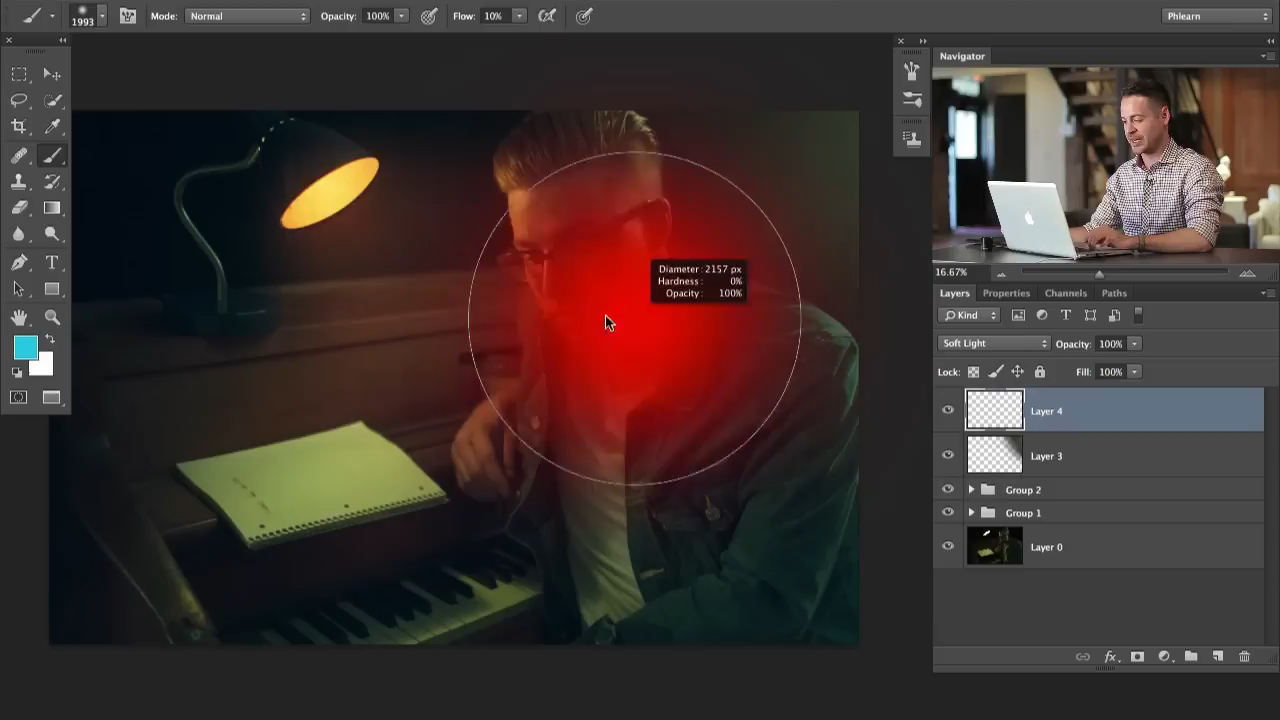 1993
Mode: Normal
Opacity: 100%
Flow: 10%
Phlearn
Navigator
16.67%
Layers Properties Channels Paths
Kind
Soft Light
Opacity: 100%
Lock:
Fill: 100%
Layer 4
Layer 3
Group 2
Group 1
Layer 0
Diameter: 2157 px
Hardness: 0%
Opacity: 100%
T
T